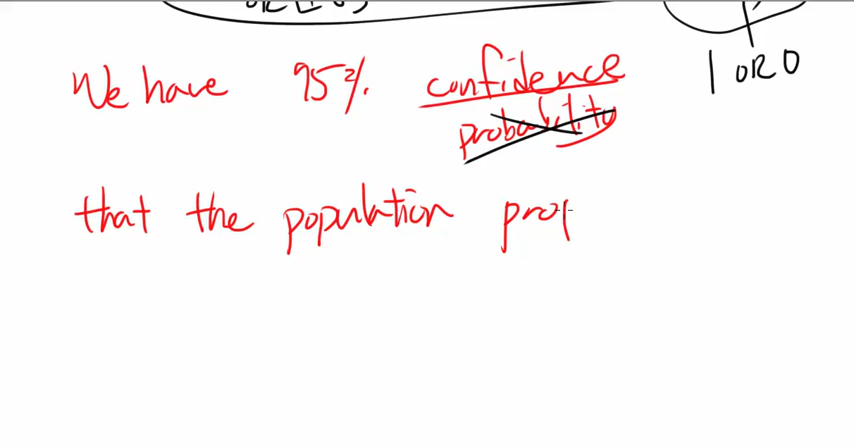 1 OR 0
We have 95% confidence
probability
that the population prop